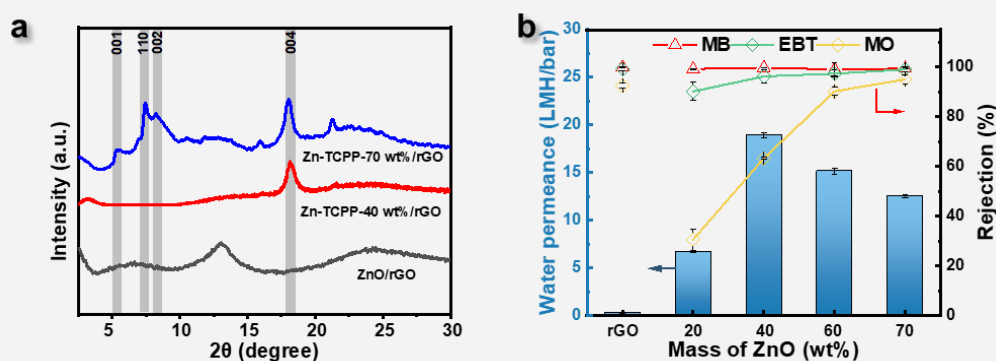 a
001
110
002
004
Zn-TCPP-70 wt%/rGO
Zn-TCPP-40 wt%/rGO
ZnO/rGO
Intensity (a.u.)
5 10 15 20 25 30
2θ (degree)
b
MB EBT MO
30
25
20
15
10
5
0
Water permeance (LMH/bar)
100
80
60
40
20
0
Rejection (%)
rGO 20 40 60 70
Mass of ZnO (wt%)